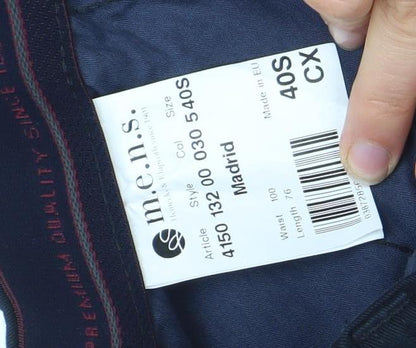 m.e.n.s.
Article Style Col Size
4150 132 00 030 540S
Madrid
Made in EU
Waist 100
Length 76
40S
CX
PREMIUM QUALITY SINCE